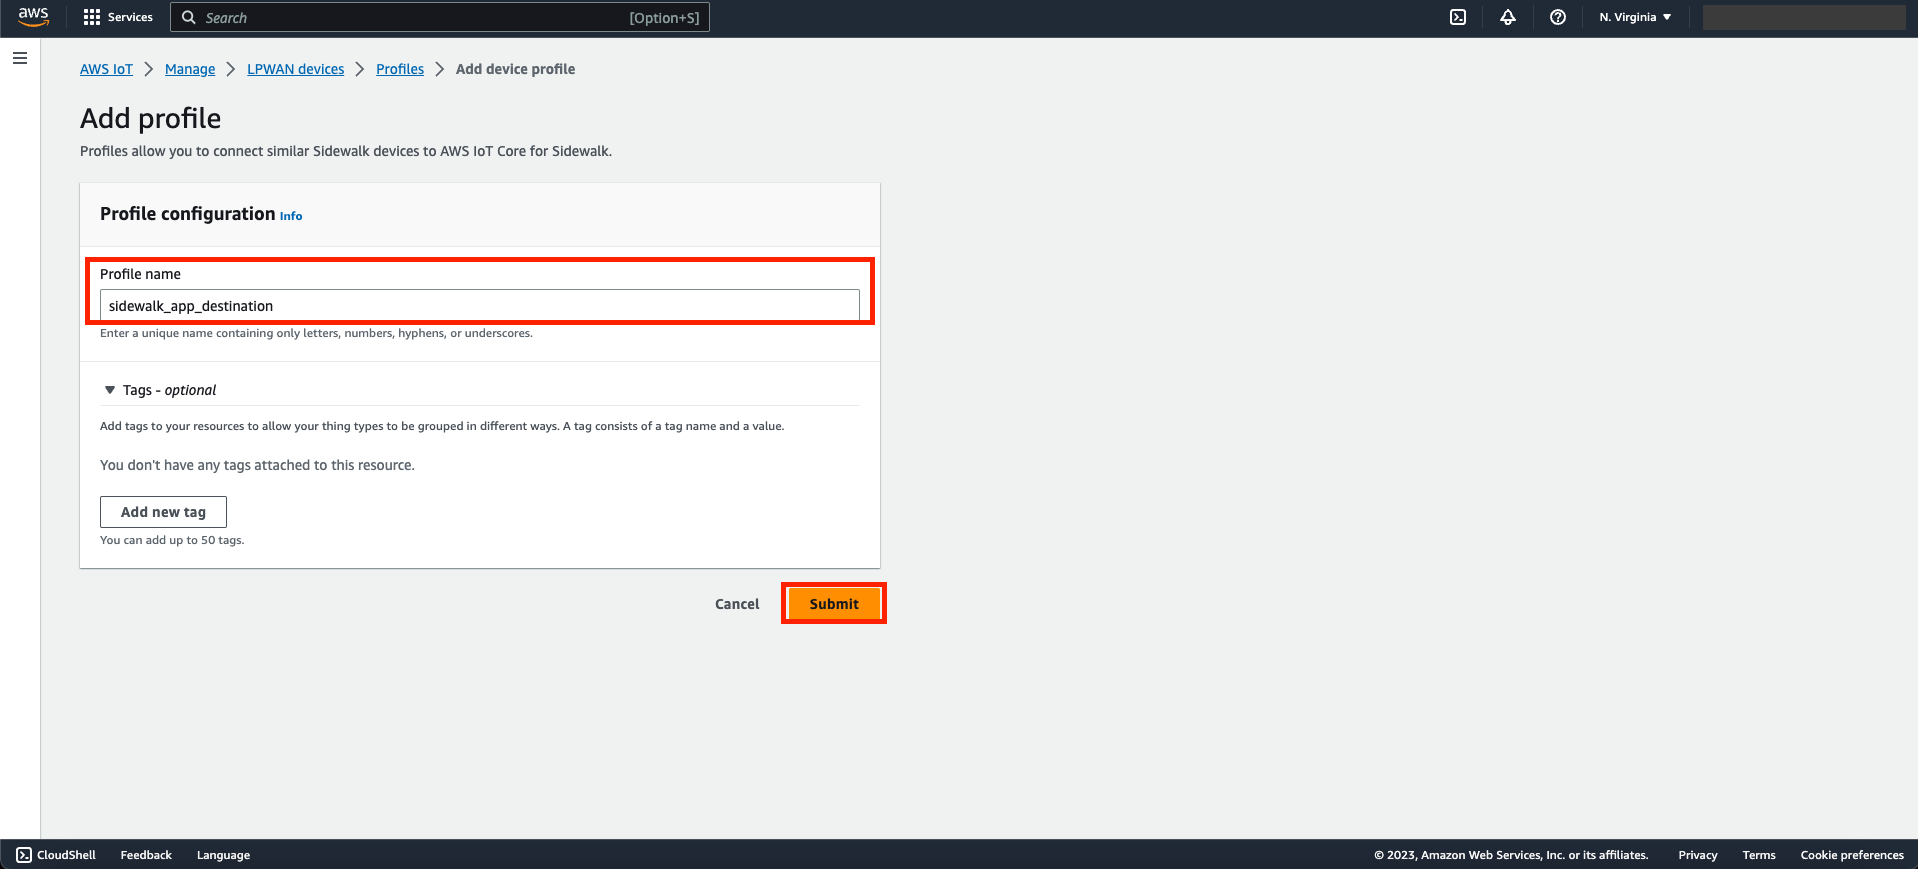 aws
Services
Search [Option+S]
N. Virginia
AWS IoT
Manage
LPWAN devices
Profiles
Add device profile
Add profile
Profiles allow you to connect similar Sidewalk devices to AWS IoT Core for Sidewalk.
Profile configuration Info
Profile name
sidewalk_app_destination
Enter a unique name containing only letters, numbers, hyphens, or underscores.
Tags - optional
Add tags to your resources to allow your thing types to be grouped in different ways. A tag consists of a tag name and a value.
You don't have any tags attached to this resource.
Add new tag
You can add up to 50 tags.
Cancel
Submit
CloudShell
Feedback
Language
© 2023, Amazon Web Services, Inc. or its affiliates.
Privacy
Terms
Cookie preferences